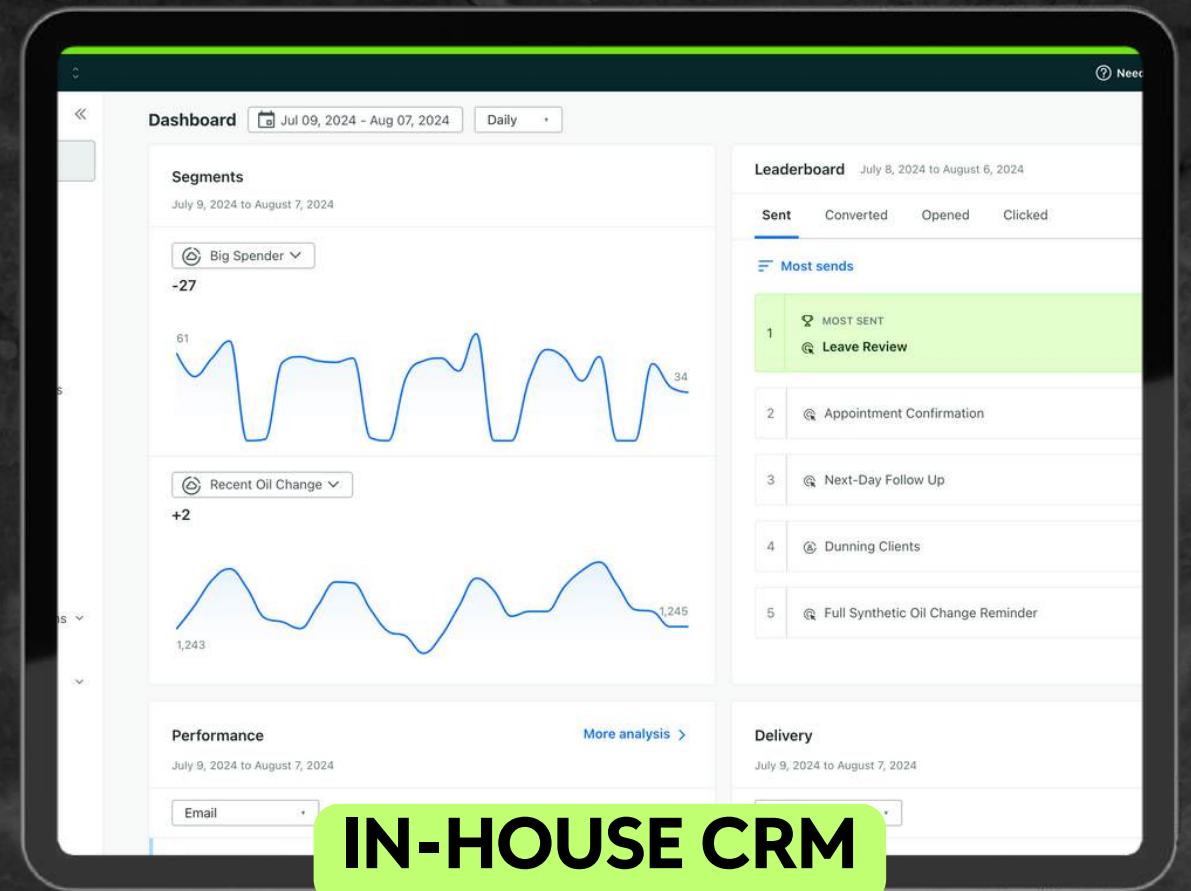 Need
Dashboard
Jul 09, 2024 - Aug 07, 2024
Daily
Segments
July 9, 2024 to August 7, 2024
Big Spender
-27
61
34
Recent Oil Change
+2
1,243
1,245
Leaderboard July 8, 2024 to August 6, 2024
Sent Converted Opened Clicked
Most sends
1
MOST SENT
Leave Review
2 Appointment Confirmation
3 Next-Day Follow Up
4 Dunning Clients
5 Full Synthetic Oil Change Reminder
s
ns
Performance
More analysis
July 9, 2024 to August 7, 2024
Email
Delivery
July 9, 2024 to August 7, 2024
IN-HOUSE CRM